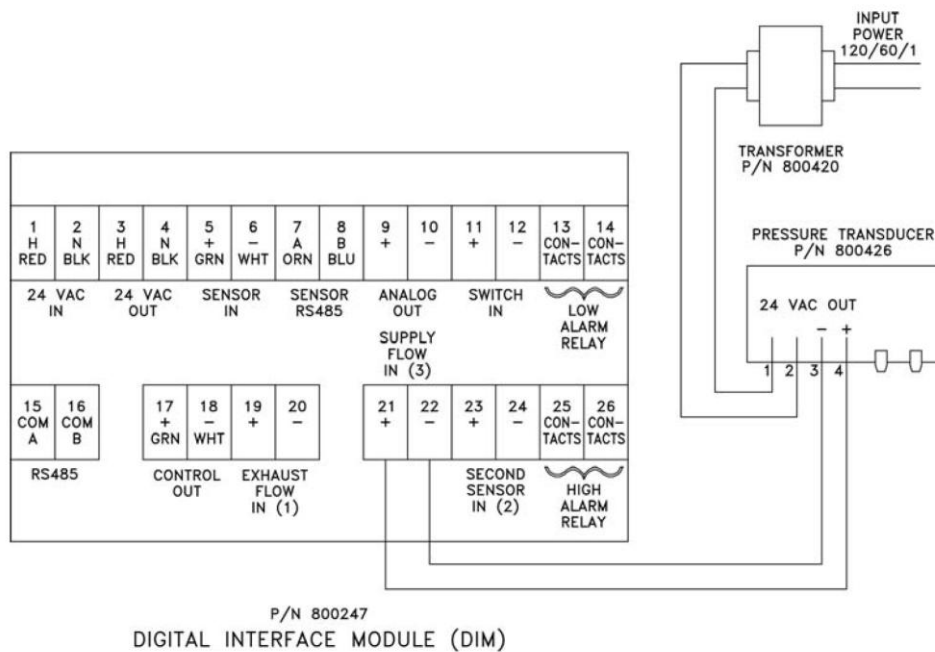 INPUT
POWER
120/60/1
TRANSFORMER
P/N 800420
PRESSURE TRANSDUCER
P/N 800426
24 VAC OUT
− +
1 2 3 4
1 2 3 4 5 6 7 8 9 10 11 12 13 14
H N H N + − A B + − + − CON- CON-
RED BLK RED BLK GRN WHT ORN BLU TACTS TACTS
24 VAC IN
24 VAC OUT
SENSOR IN
SENSOR RS485
ANALOG OUT
SWITCH IN
LOW
ALARM
RELAY
SUPPLY
FLOW
IN (3)
15 16 17 18 19 20 21 22 23 24 25 26
COM COM + − + − + − + − CON- CON-
A B GRN WHT TACTS TACTS
RS485
CONTROL
OUT
EXHAUST
FLOW
IN (1)
SECOND
SENSOR
IN (2)
HIGH
ALARM
RELAY
P/N 800247
DIGITAL INTERFACE MODULE (DIM)